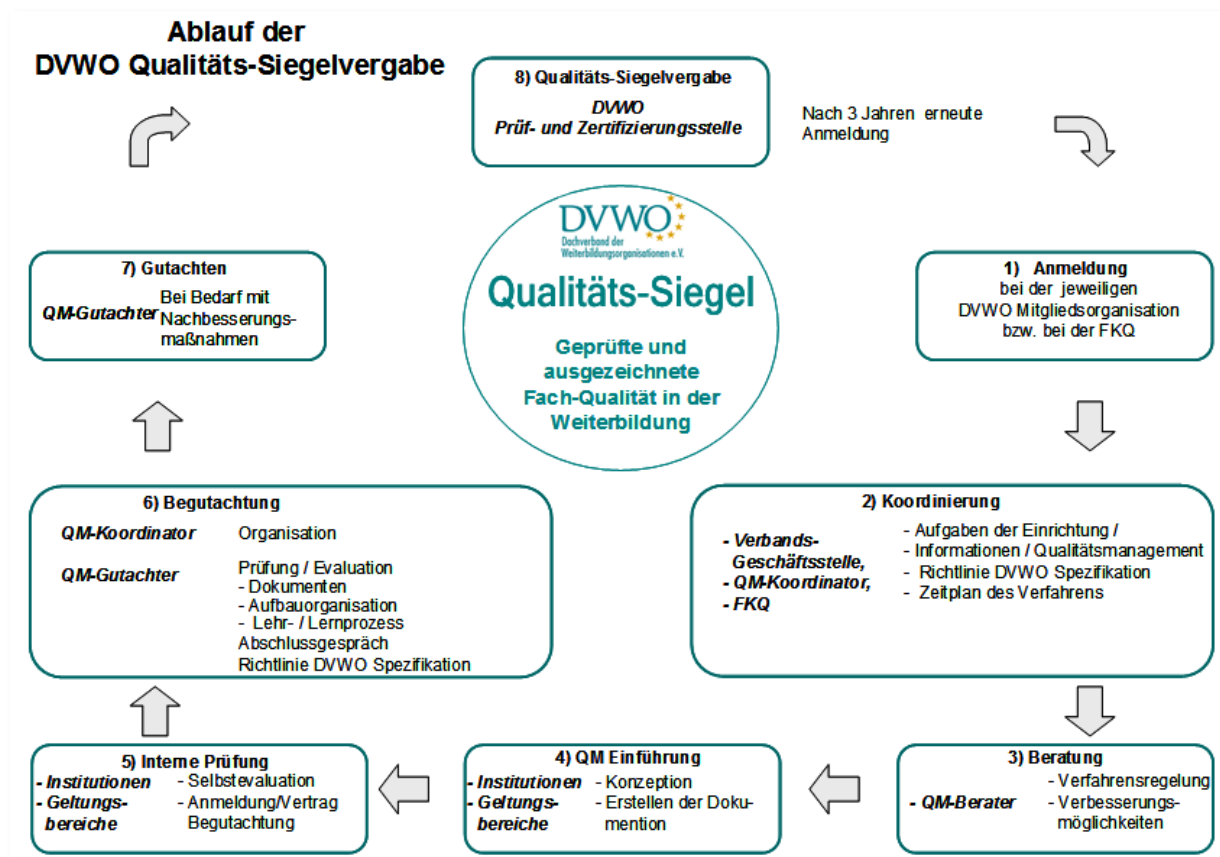 Ablauf der
DVWO Qualitäts-Siegelvergabe
8) Qualitäts-Siegelvergabe
DVWO
Prüf- und Zertifizierungsstelle
Nach 3 Jahren erneute
Anmeldung
DVWO
Dachverband der
Weiterbildungsorganisationen e.V.
Qualitäts-Siegel
Geprüfte und
ausgezeichnete
Fach-Qualität in der
Weiterbildung
1) Anmeldung
bei der jeweiligen
DVWO Mitgliedsorganisation
bzw. bei der FKQ
2) Koordinierung
- Verbands-
Geschäftsstelle,
- QM-Koordinator,
- FKQ
- Aufgaben der Einrichtung /
- Informationen / Qualitätsmanagement
- Richtlinie DVWO Spezifikation
- Zeitplan des Verfahrens
3) Beratung
- QM-Berater
- Verfahrensregelung
- Verbesserungs-
möglichkeiten
4) QM Einführung
- Institutionen
- Geltungs-
bereiche
- Konzeption
- Erstellen der Doku-
mention
5) Interne Prüfung
- Institutionen
- Geltungs-
bereiche
- Selbstevaluation
- Anmeldung/Vertrag
Begutachtung
6) Begutachtung
QM-Koordinator Organisation
QM-Gutachter Prüfung / Evaluation
- Dokumenten
- Aufbauorganisation
- Lehr- / Lernprozess
Abschlussgespräch
Richtlinie DVWO Spezifikation
7) Gutachten
QM-Gutachter Bei Bedarf mit
Nachbesserungs-
maßnahmen